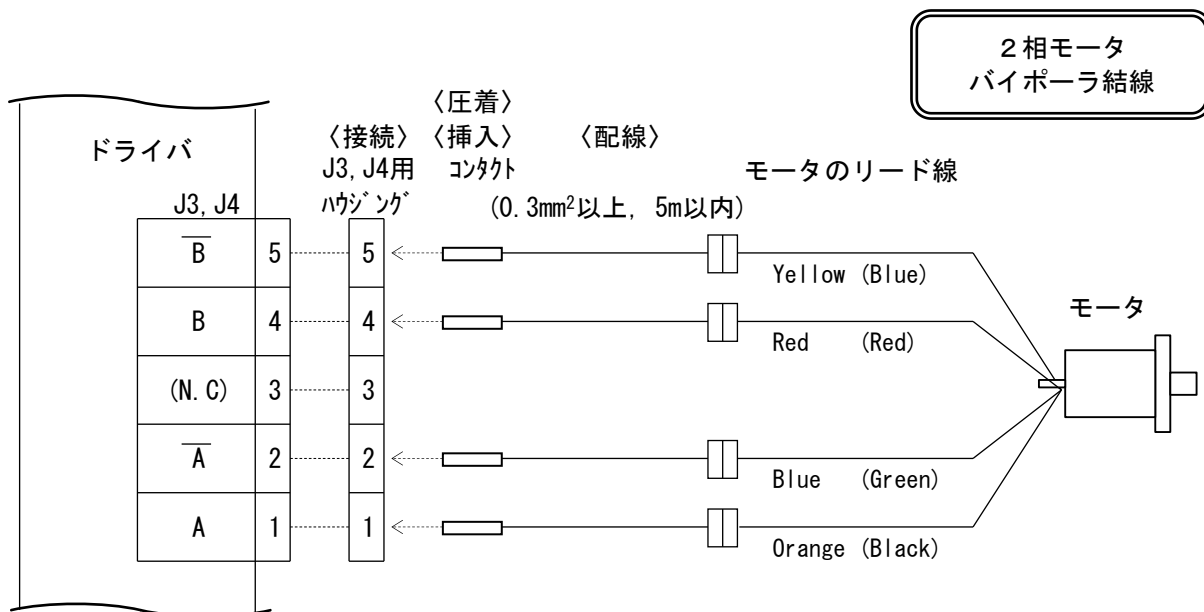 ２相モータ
バイポーラ結線
ドライバ
〈圧着〉
〈接続〉〈挿入〉 〈配線〉
J3, J4用 ｺﾝﾀｸﾄ モータのリード線
J3, J4 ﾊｳｼﾞﾝｸﾞ (0.3mm²以上, 5m以内)
B̅ 5 5 Yellow (Blue)
B 4 4 Red (Red)
モータ
(N.C) 3 3
A̅ 2 2 Blue (Green)
A 1 1 Orange (Black)